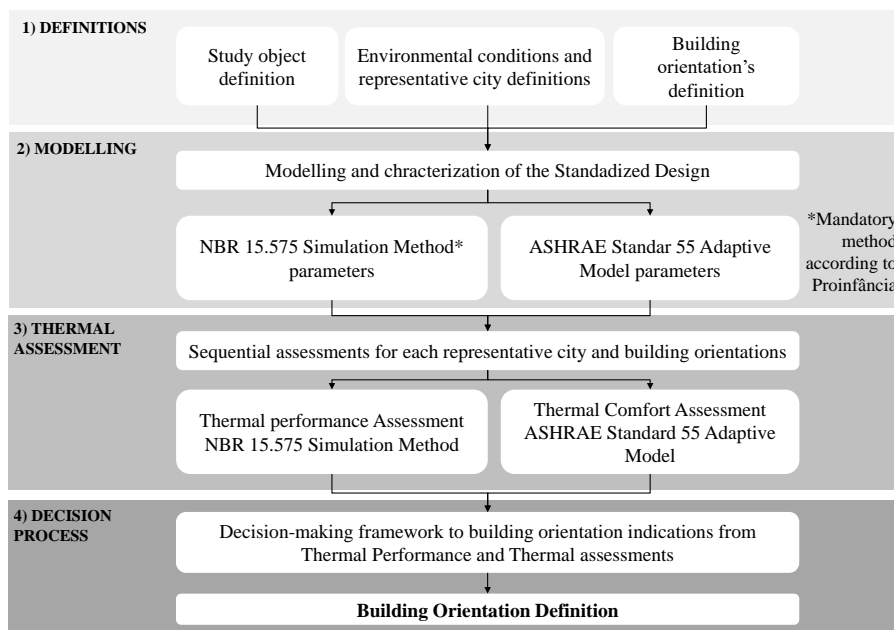 1) DEFINITIONS
Study object
definition
Environmental conditions and
representative city definitions
Building
orientation's
definition
2) MODELLING
Modelling and chracterization of the Standadized Design
NBR 15.575 Simulation Method*
parameters
ASHRAE Standar 55 Adaptive
Model parameters
*Mandatory
method
according to
Proinfância
3) THERMAL
ASSESSMENT
Sequential assessments for each representative city and building orientations
Thermal performance Assessment
NBR 15.575 Simulation Method
Thermal Comfort Assessment
ASHRAE Standard 55 Adaptive
Model
4) DECISION
PROCESS
Decision-making framework to building orientation indications from
Thermal Performance and Thermal assessments
Building Orientation Definition